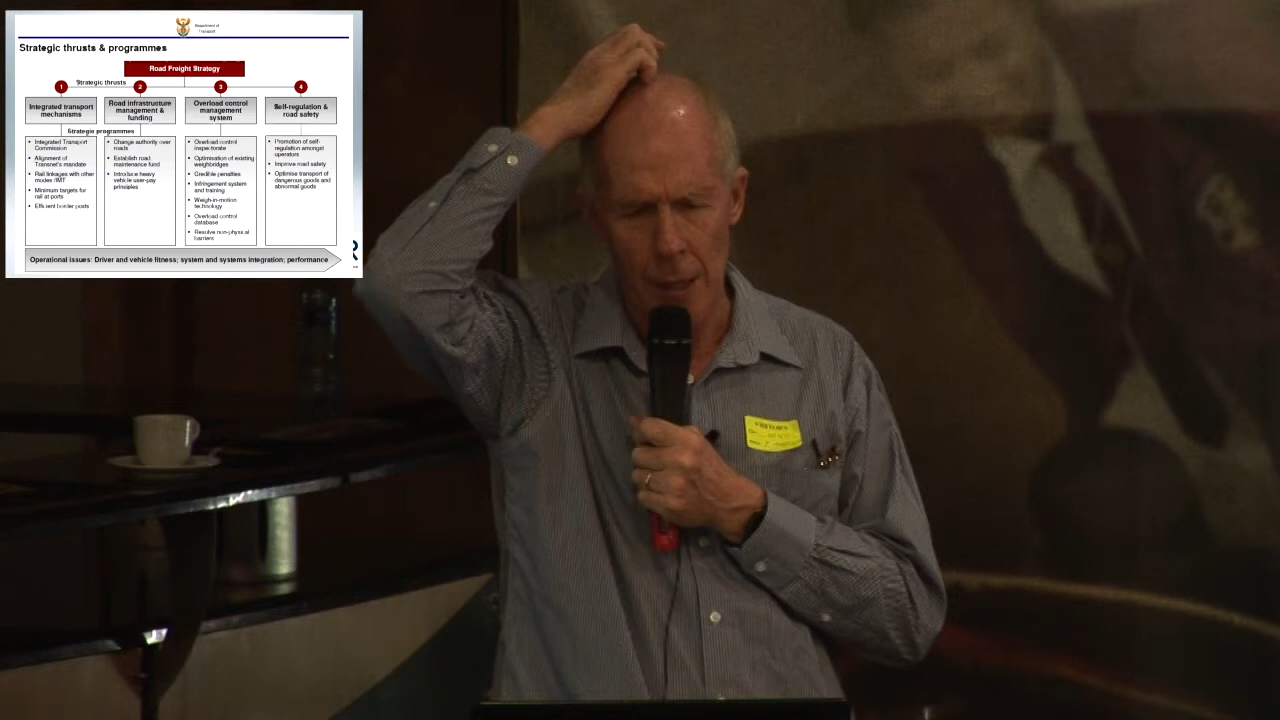 Department of
Transport
Strategic thrusts & programmes
Road Freight Strategy
Strategic thrusts
1
2
3
4
Integrated transport
mechanisms
Road infrastructure
management &
funding
Overload control
management
system
Self-regulation &
road safety
Strategic programmes
• Integrated Transport
Commission
• Alignment of
Transnet's mandate
• Rail linkages with other
modes /IMT
• Minimum targets for
rail at ports
• Efficient border posts
• Change authority over
roads
• Establish road
maintenance fund
• Introduce heavy
vehicle user-pay
principles
• Overload control
inspectorate
• Optimisation of existing
weighbridges
• Credible penalties
• Infringement system
and training
• Weigh-in-motion
technology
• Overload control
database
• Resolve non-physical
barriers
• Promotion of self-
regulation amongst
operators
• Improve road safety
• Optimise transport of
dangerous goods and
abnormal goods
Operational issues: Driver and vehicle fitness; system and systems integration; performance
R